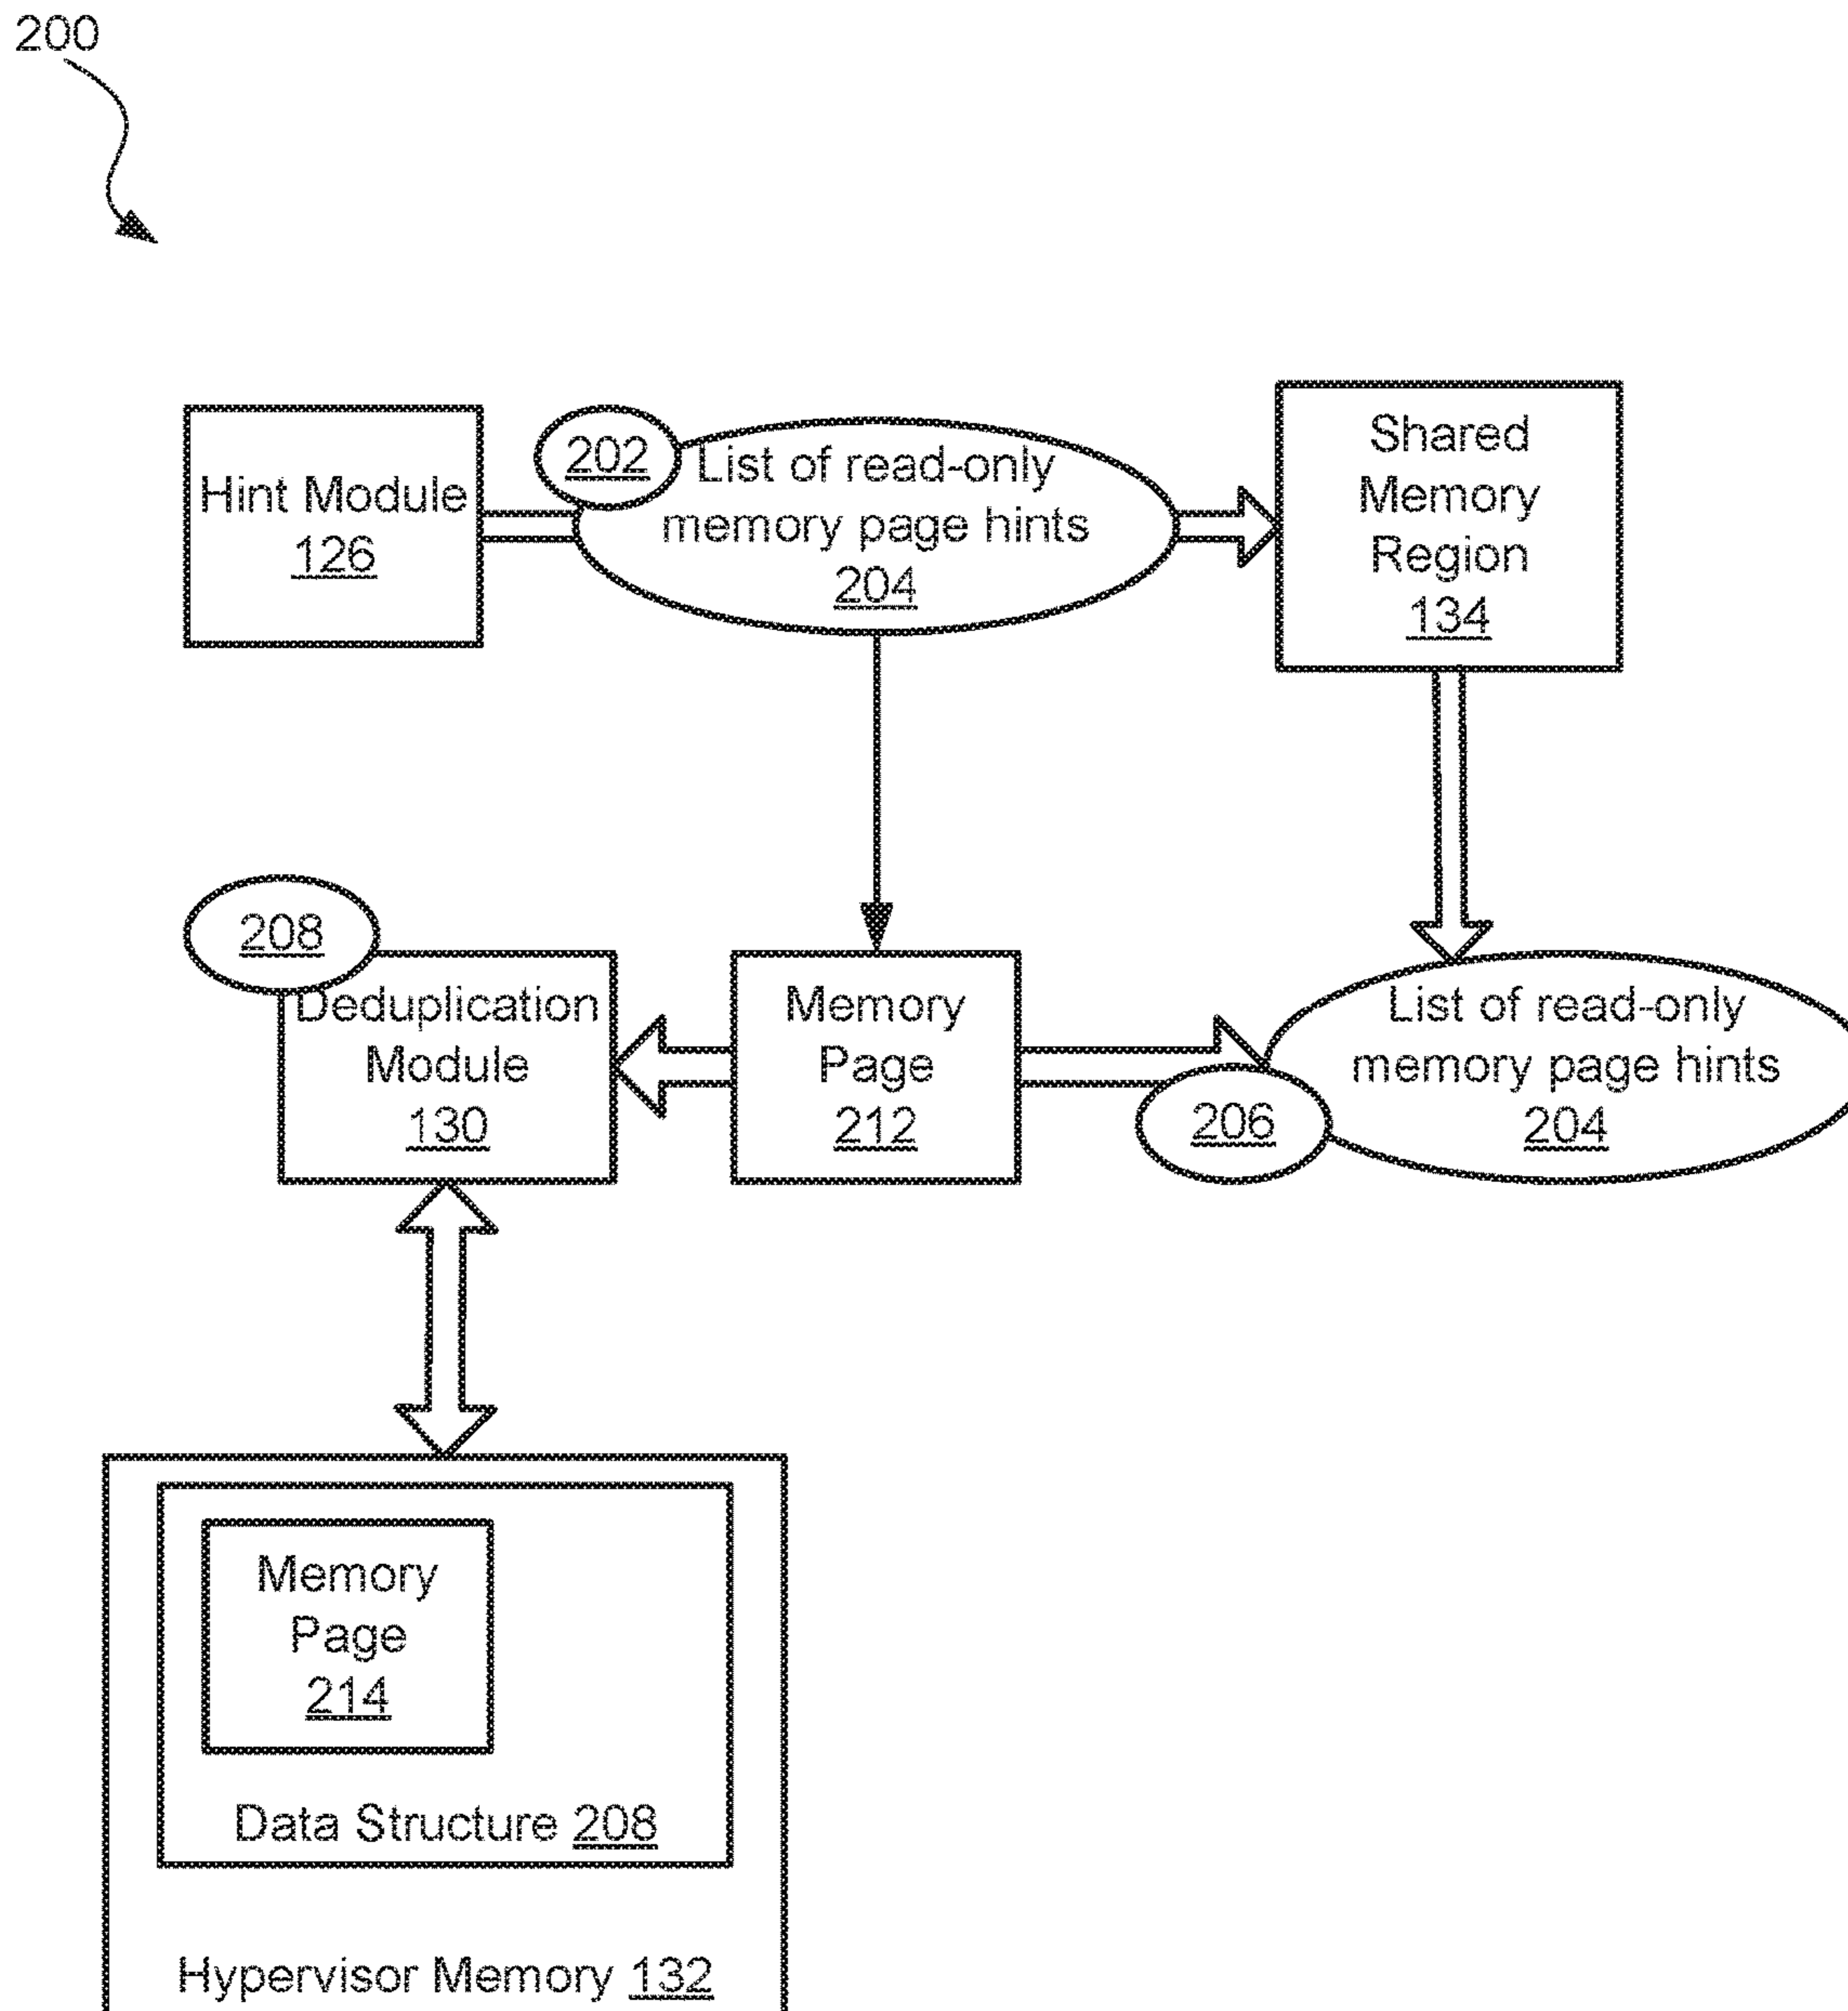 200
Hint Module
126
202
List of read-only
memory page hints
204
Shared
Memory
Region
134
208
Deduplication
Module
130
Memory
Page
212
206
List of read-only
memory page hints
204
Memory
Page
214
Data Structure 208
Hypervisor Memory 132